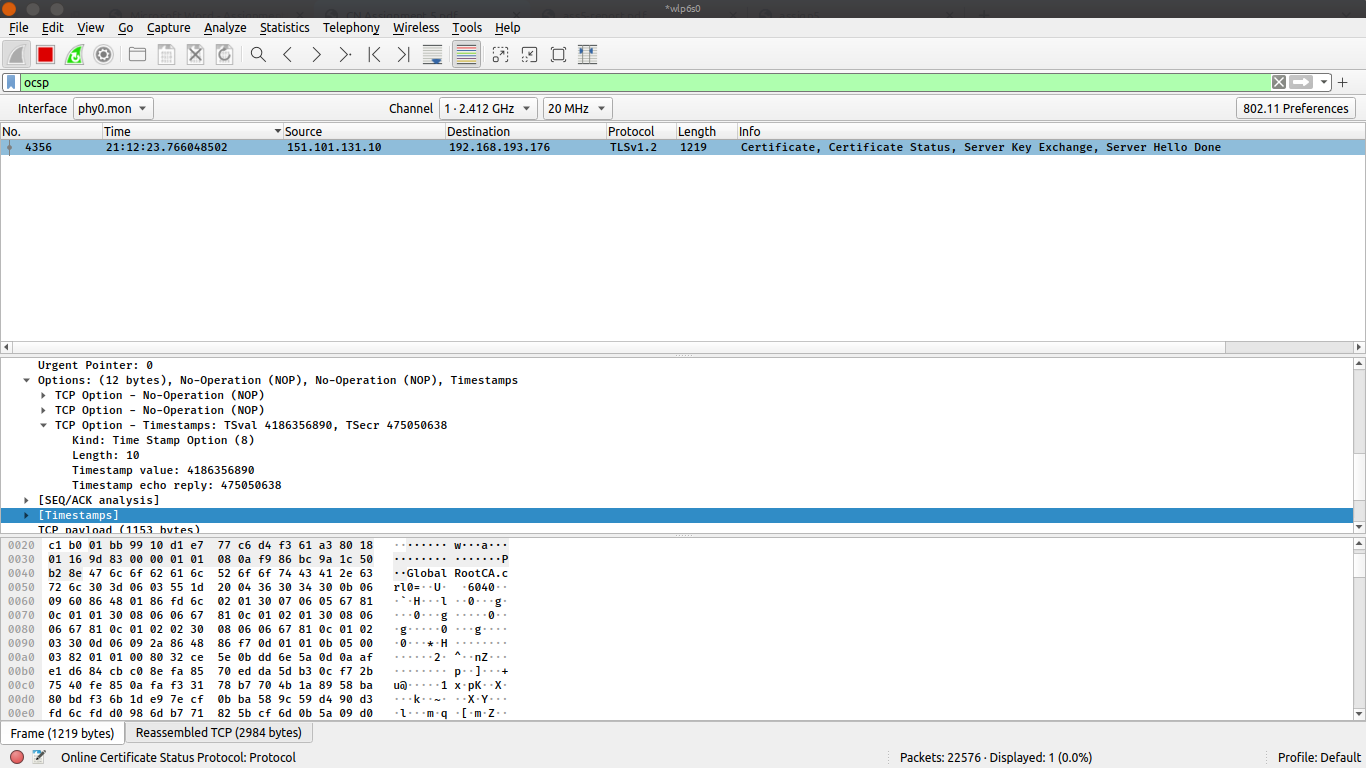 *wlp6s0
File Edit View Go Capture Analyze Statistics Telephony Wireless Tools Help
ocsp
Interface phy0.mon Channel 1 · 2.412 GHz 20 MHz 802.11 Preferences
No. Time Source Destination Protocol Length Info
4356 21:12:23.766048502 151.101.131.10 192.168.193.176 TLSv1.2 1219 Certificate, Certificate Status, Server Key Exchange, Server Hello Done
Urgent Pointer: 0
Options: (12 bytes), No-Operation (NOP), No-Operation (NOP), Timestamps
TCP Option - No-Operation (NOP)
TCP Option - No-Operation (NOP)
TCP Option - Timestamps: TSval 4186356890, TSecr 475050638
Kind: Time Stamp Option (8)
Length: 10
Timestamp value: 4186356890
Timestamp echo reply: 475050638
[SEQ/ACK analysis]
[Timestamps]
TCP payload (1153 bytes)
0020 c1 b0 01 bb 99 10 d1 e7 77 c6 d4 f3 61 a3 80 18 ········ w···a···
0030 01 16 9d 83 00 00 01 01 08 0a f9 86 bc 9a 1c 50 ········ ·······P
0040 b2 8e 47 6c 6f 62 61 6c 52 6f 6f 74 43 41 2e 63 ··Global RootCA.c
0050 72 6c 30 3d 06 03 55 1d 20 04 36 30 34 30 0b 06 rl0=··U· ·6040··
0060 09 60 86 48 01 86 fd 6c 02 01 30 07 06 05 67 81 ·`·H···l ··0···g·
0070 0c 01 01 30 08 06 06 67 81 0c 01 02 01 30 08 06 ···0···g ·····0··
0080 06 67 81 0c 01 02 02 30 08 06 06 67 81 0c 01 02 ·g·····0 ···g····
0090 03 30 0d 06 09 2a 86 48 86 f7 0d 01 01 0b 05 00 ·0···*·H ········
00a0 03 82 01 01 00 80 32 ce 5e 0b dd 6e 5a 0d 0a af ······2· ^··nZ···
00b0 e1 d6 84 cb c0 8e fa 85 70 ed da 5d b3 0c f7 2b ········ p··]···+
00c0 75 40 fe 85 0a fa f3 31 78 b7 70 4b 1a 89 58 ba u@·····1 x·pK··X·
00d0 80 bd f3 6b 1d e9 7e cf 0b ba 58 9c 59 d4 90 d3 ···k··~· ··X·Y···
00e0 fd 6c fd d0 98 6d b7 71 82 5b cf 6d 0b 5a 09 d0 ·l···m·q ·[·m·Z··
Frame (1219 bytes) Reassembled TCP (2984 bytes)
Online Certificate Status Protocol: Protocol Packets: 22576 · Displayed: 1 (0.0%) Profile: Default